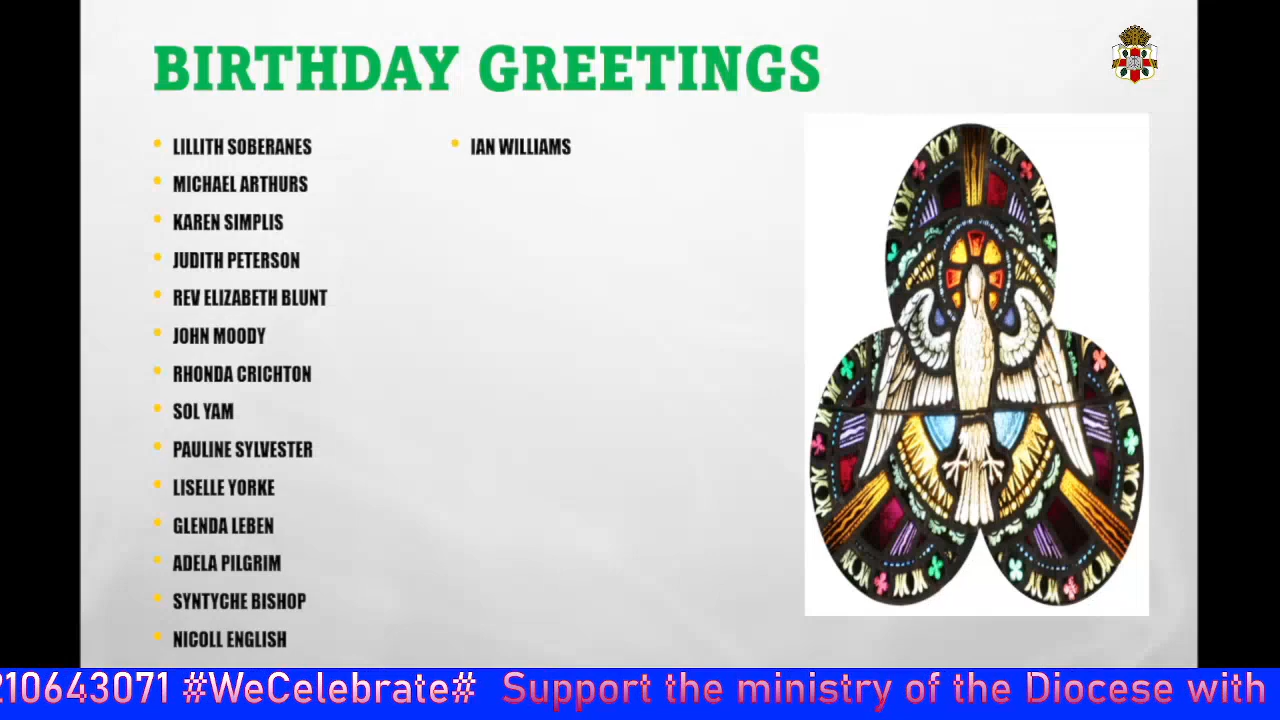 BIRTHDAY GREETINGS
LILLITH SOBERANES
MICHAEL ARTHURS
KAREN SIMPLIS
JUDITH PETERSON
REV ELIZABETH BLUNT
JOHN MOODY
RHONDA CRICHTON
SOL YAM
PAULINE SYLVESTER
LISELLE YORKE
GLENDA LEBEN
ADELA PILGRIM
SYNTYCHE BISHOP
NICOLL ENGLISH
IAN WILLIAMS
210643071 #WeCelebrate# Support the ministry of the Diocese with